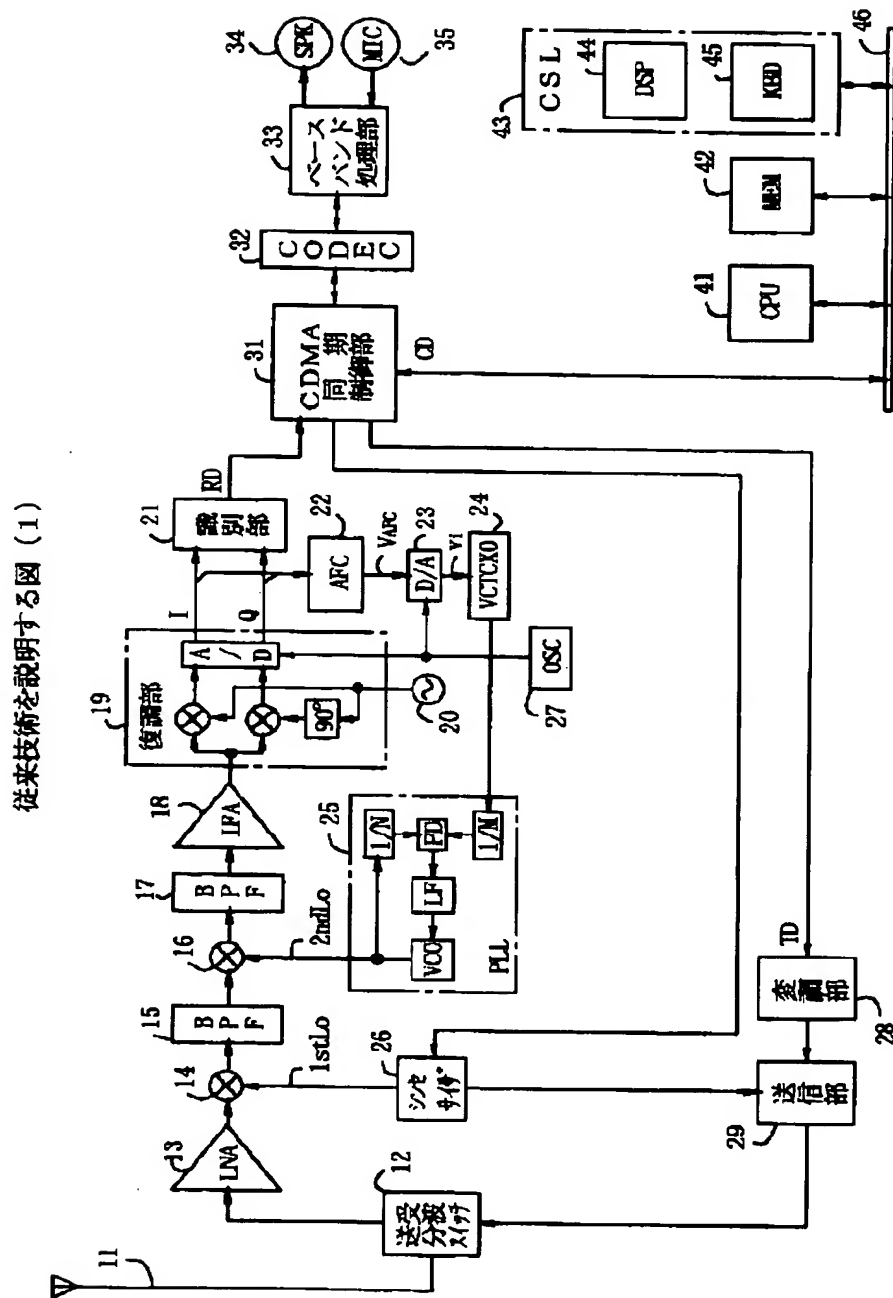 従来技術を説明する図 (1)
11
12
送受
分波
スイッチ
13
LNA
14
1stLo
15
BPF
16
2ndLo
17
BPF
18
IFA
19
復調部
90°
A/D
20
I
Q
21
識別部
RD
22
AFC
VAFC
23
D/A
V1
24
VCTCXO
25
1/N
PD
1/M
LF
VCO
PLL
26
シンセ
サイザ
27
OSC
TD
変調部
28
送信部
29
31
CDMA
同期
制御部
CD
32
CODEC
33
ベース
バンド
処理部
34
SPK
MIC
35
41
CPU
42
MEM
43
CSL
44
DSP
45
KBD
46